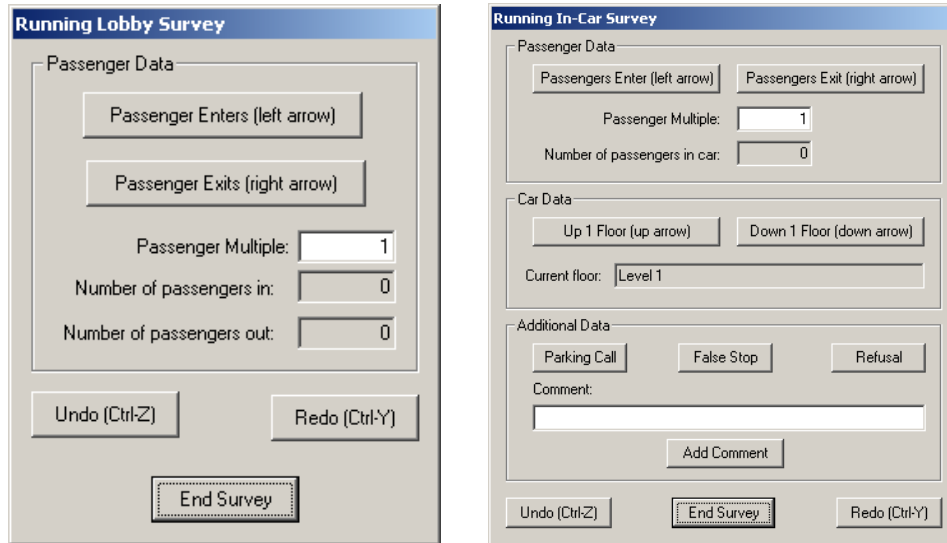 Running Lobby Survey
Passenger Data
Passenger Enters (left arrow)
Passenger Exits (right arrow)
Passenger Multiple: 1
Number of passengers in: 0
Number of passengers out: 0
Undo (Ctrl-Z) Redo (Ctrl-Y)
End Survey
Running In-Car Survey
Passenger Data
Passengers Enter (left arrow) Passengers Exit (right arrow)
Passenger Multiple: 1
Number of passengers in car: 0
Car Data
Up 1 Floor (up arrow) Down 1 Floor (down arrow)
Current floor: Level 1
Additional Data
Parking Call False Stop Refusal
Comment:
Add Comment
Undo (Ctrl-Z) End Survey Redo (Ctrl-Y)